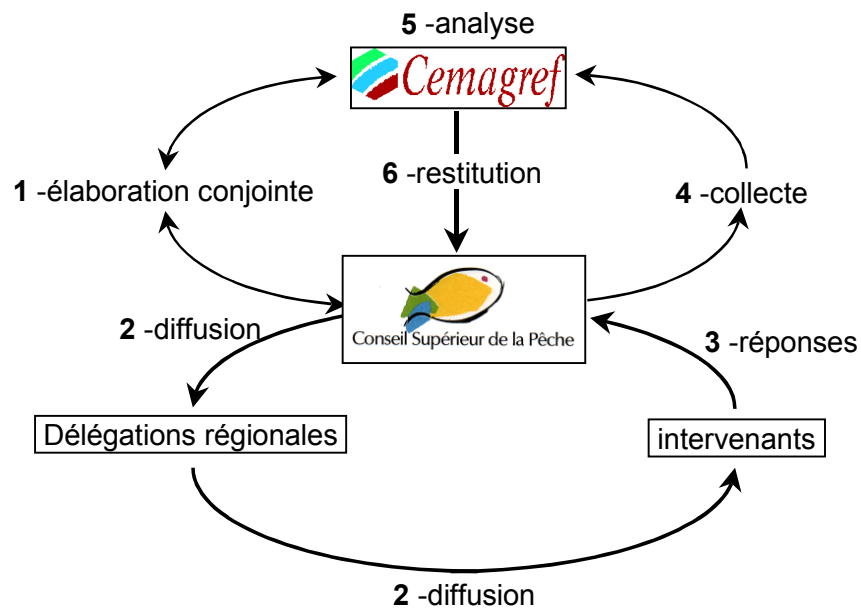 5 -analyse
Cemagref
6 -restitution
1 -élaboration conjointe
4 -collecte
2 -diffusion
Conseil Supérieur de la Pêche
3 -réponses
Délégations régionales
intervenants
2 -diffusion